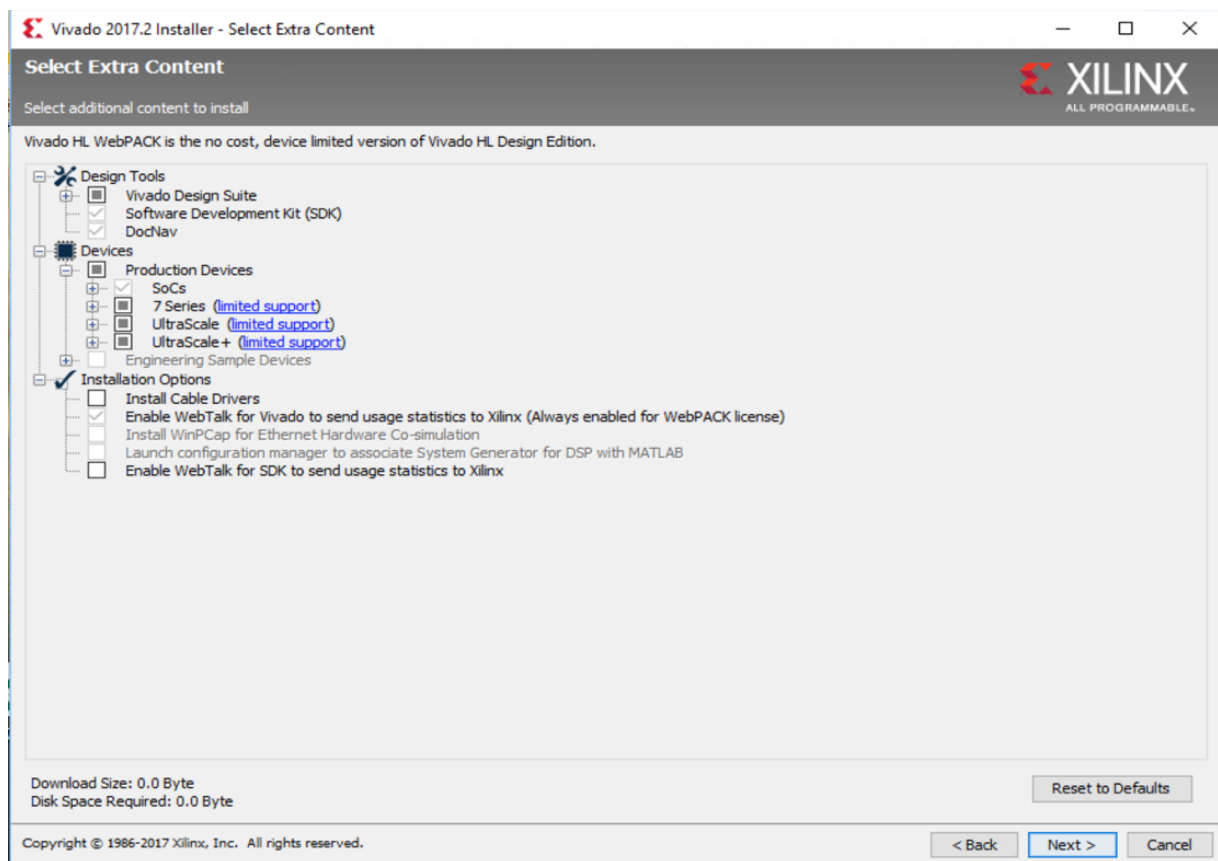 Vivado 2017.2 Installer - Select Extra Content
Select Extra Content
XILINX
ALL PROGRAMMABLE™
Select additional content to install
Vivado HL WebPACK is the no cost, device limited version of Vivado HL Design Edition.
Design Tools
Vivado Design Suite
Software Development Kit (SDK)
DocNav
Devices
Production Devices
SoCs
7 Series (limited support)
UltraScale (limited support)
UltraScale+ (limited support)
Engineering Sample Devices
Installation Options
Install Cable Drivers
Enable WebTalk for Vivado to send usage statistics to Xilinx (Always enabled for WebPACK license)
Install WinPCap for Ethernet Hardware Co-simulation
Launch configuration manager to associate System Generator for DSP with MATLAB
Enable WebTalk for SDK to send usage statistics to Xilinx
Download Size: 0.0 Byte
Disk Space Required: 0.0 Byte
Reset to Defaults
Copyright © 1986-2017 Xilinx, Inc. All rights reserved.
< Back Next > Cancel